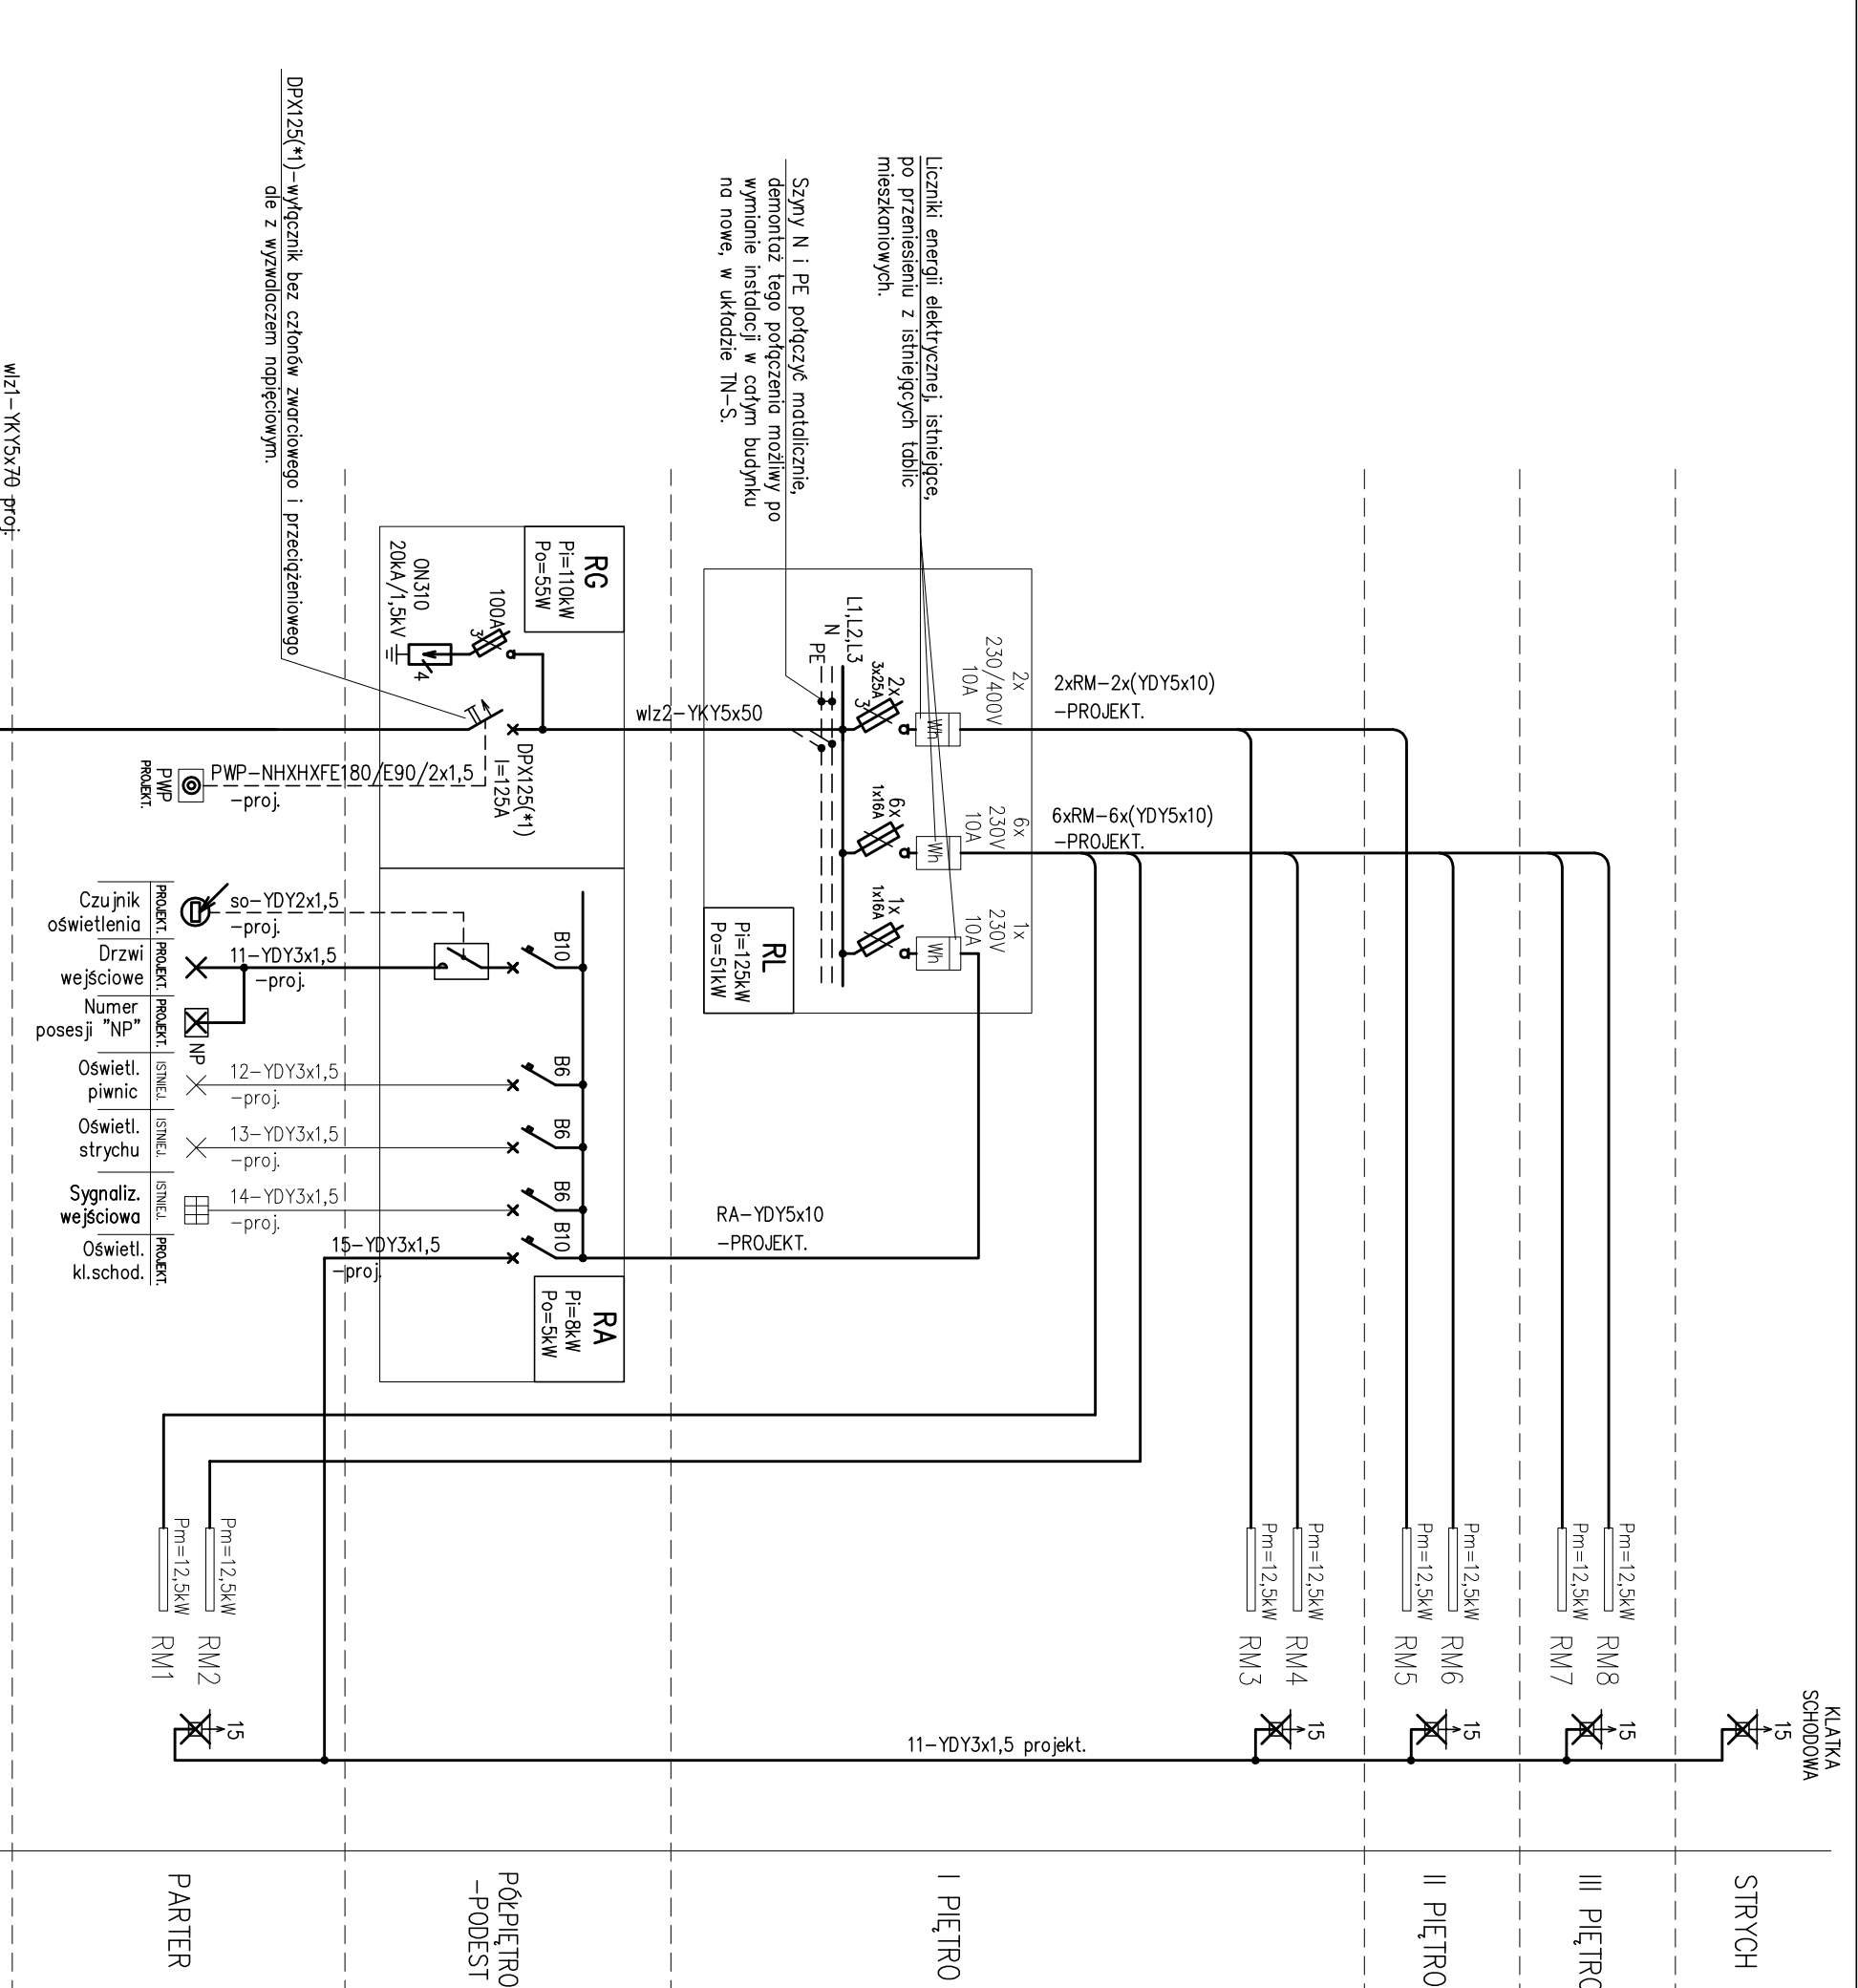 KLATKA
SCHODOWA
15
STRYCH
Pm=12,5kW
RM8
Pm=12,5kW
RM7
15
III PIĘTRO
Pm=12,5kW
RM6
Pm=12,5kW
RM5
15
II PIĘTRO
Liczniki energii elektrycznej, istniejące,
po przeniesieniu z istniejących tablic
mieszkaniowych.
Szyny N i PE połączyć matalicznie,
demontaż tego połączenia możliwy po
wymianie instalacji w całym budynku
na nowe, w układzie TN-S.
2xRM-2x(YDY5x10)
-PROJEKT.
6xRM-6x(YDY5x10)
-PROJEKT.
2x
230/400V
10A
6x
230V
10A
1x
230V
10A
Wh
Wh
Wh
2x
3x25A
3
6x
1x16A
1x
1x16A
L1,L2,L3
N
PE
RL
Pi=125kW
Po=51kW
RA-YDY5x10
-PROJEKT.
Pm=12,5kW
RM4
Pm=12,5kW
RM3
15
11-YDY3x1,5 projekt.
I PIĘTRO
wlz2-YKY5x50
RG
Pi=110kW
Po=55W
100A
3
ON310
20kA/1,5kV
4
DPX125(*1)
I=125A
B10
B6
B6
B6
B10
RA
Pi=8kW
Po=5kW
PÓŁPIĘTRO
-PODEST
DPX125(*1)-wyłącznik bez członów zwarciowego i przeciążeniowego
ale z wyzwalaczem napięciowym.
PWP-NHXHXFE180/E90/2x1,5
-proj.
PWP
PROJEKT.
so-YDY2x1,5
-proj.
11-YDY3x1,5
-proj.
NP
12-YDY3x1,5
-proj.
13-YDY3x1,5
-proj.
14-YDY3x1,5
-proj.
15-YDY3x1,5
-proj.
PROJEKT.
Czujnik
oświetlenia
PROJEKT.
Drzwi
wejściowe
PROJEKT.
Numer
posesji "NP"
ISTNIEJ.
Oświetl.
piwnic
ISTNIEJ.
Oświetl.
strychu
ISTNIEJ.
Sygnaliz.
wejściowa
PROJEKT.
Oświetl.
kl.schod.
Pm=12,5kW
RM2
Pm=12,5kW
RM1
15
PARTER
wlz1-YKY5x70 proj.